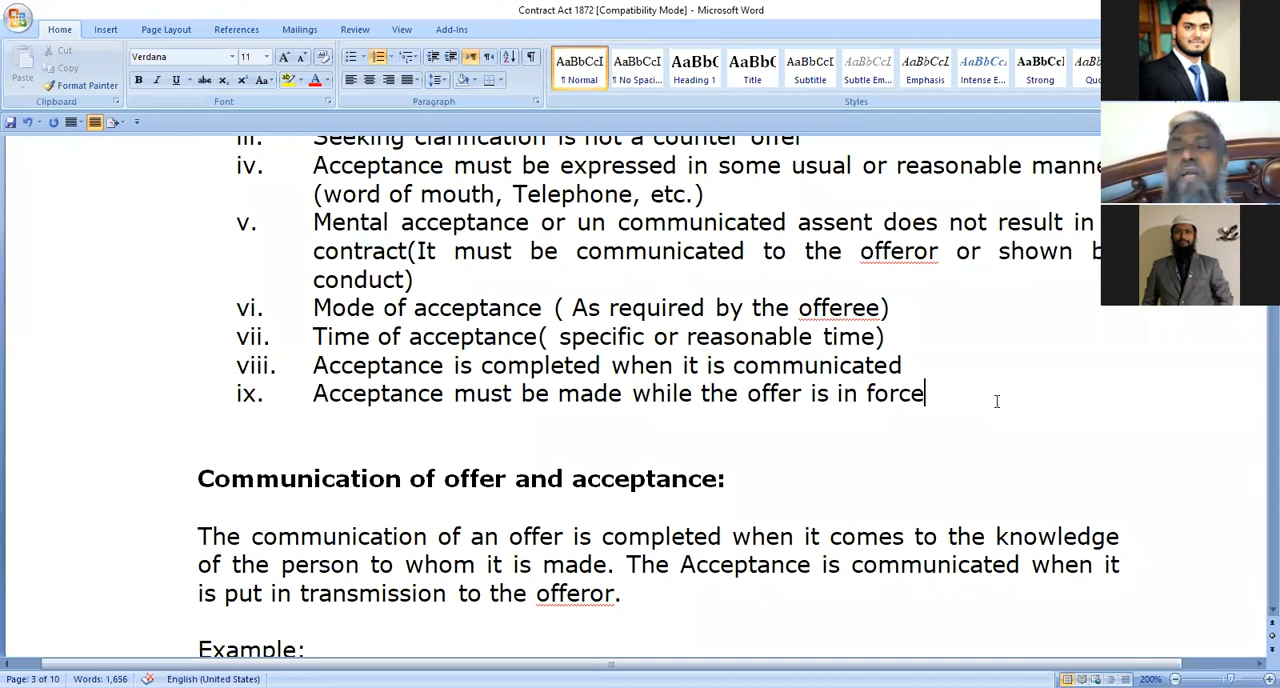 Contract Act 1872 [Compatibility Mode] - Microsoft Word
Home Insert Page Layout References Mailings Review View Add-Ins
Cut
Copy
Paste
Format Painter
Clipboard
Verdana 11
Font
Paragraph
AaBbCcI AaBbCcI AaBbC AaBbC AaBbCcI AaBbCcI AaBbCcI AaBbCcI AaBbCcI
¶ Normal ¶ No Spaci... Heading 1 Title Subtitle Subtle Em... Emphasis Intense E... Strong
Styles
iii. Seeking clarification is not a counter offer
iv. Acceptance must be expressed in some usual or reasonable manne
(word of mouth, Telephone, etc.)
v. Mental acceptance or un communicated assent does not result in
contract(It must be communicated to the offeror or shown b
conduct)
vi. Mode of acceptance ( As required by the offeree)
vii. Time of acceptance( specific or reasonable time)
viii. Acceptance is completed when it is communicated
ix. Acceptance must be made while the offer is in force
Communication of offer and acceptance:
The communication of an offer is completed when it comes to the knowledge
of the person to whom it is made. The Acceptance is communicated when it
is put in transmission to the offeror.
Example:
Page: 3 of 10 Words: 1,656 English (United States) 200%